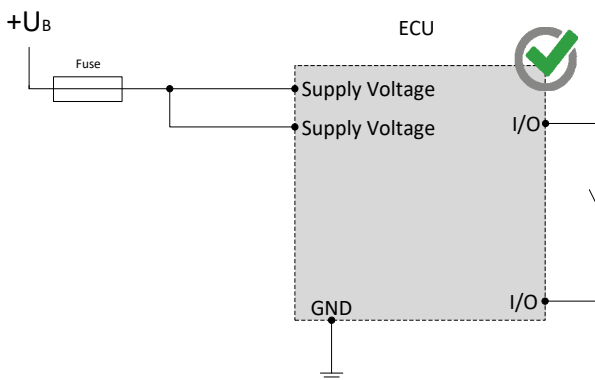 +UB
ECU
Fuse
Supply Voltage
Supply Voltage
I/O
I/O
GND